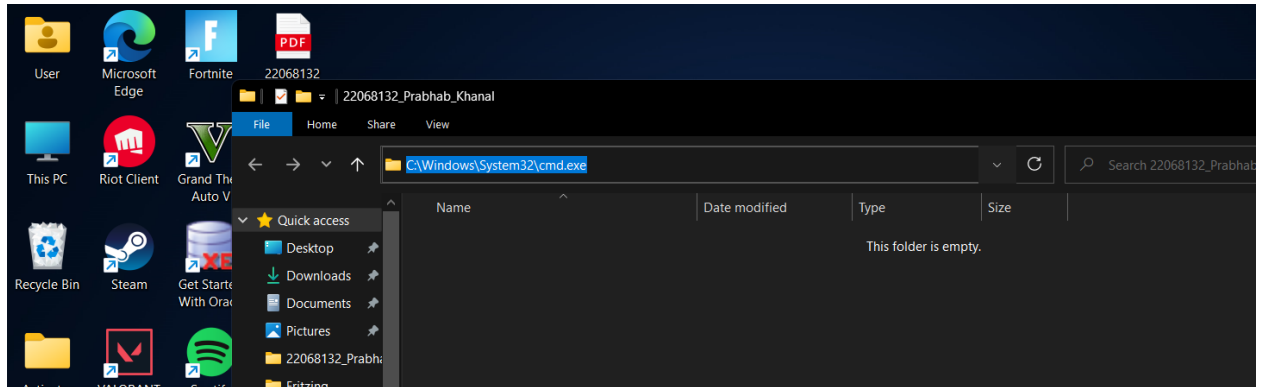 User
Microsoft
Edge
Fortnite
PDF
22068132
22068132_Prabhab_Khanal
File Home Share View
C:\Windows\System32\cmd.exe
Search 22068132_Prabhab
This PC
Riot Client
Grand The
Auto V
Name Date modified Type Size
Quick access
This folder is empty.
Desktop
Downloads
Documents
Pictures
22068132_Prabha
Fritzing
Recycle Bin
Steam
XE
Get Starte
With Orac
VALORANT